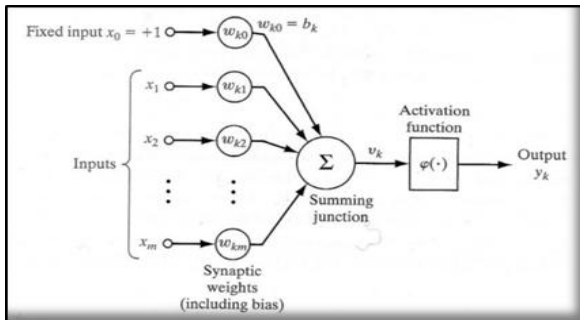 Fixed input x₀ = +1
wₖ₀
wₖ₀ = bₖ
x₁
wₖ₁
x₂
wₖ₂
Inputs
⋮ ⋮
xₘ
wₖₘ
Σ
vₖ
Activation
function
φ(·)
Output
yₖ
Summing
junction
Synaptic
weights
(including bias)